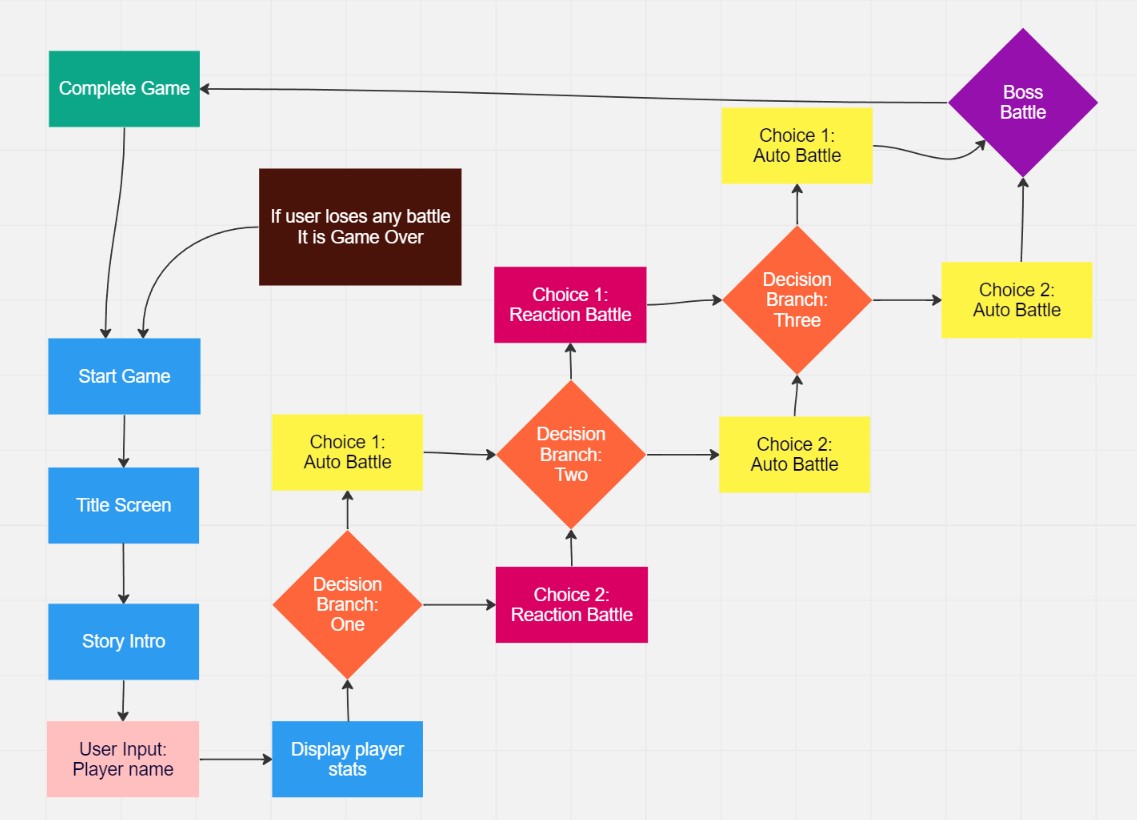 Complete Game
Boss
Battle
Choice 1:
Auto Battle
If user loses any battle
It is Game Over
Choice 1:
Reaction Battle
Decision
Branch:
Three
Choice 2:
Auto Battle
Start Game
Choice 1:
Auto Battle
Decision
Branch:
Two
Choice 2:
Auto Battle
Title Screen
Decision
Branch:
One
Choice 2:
Reaction Battle
Story Intro
User Input:
Player name
Display player
stats